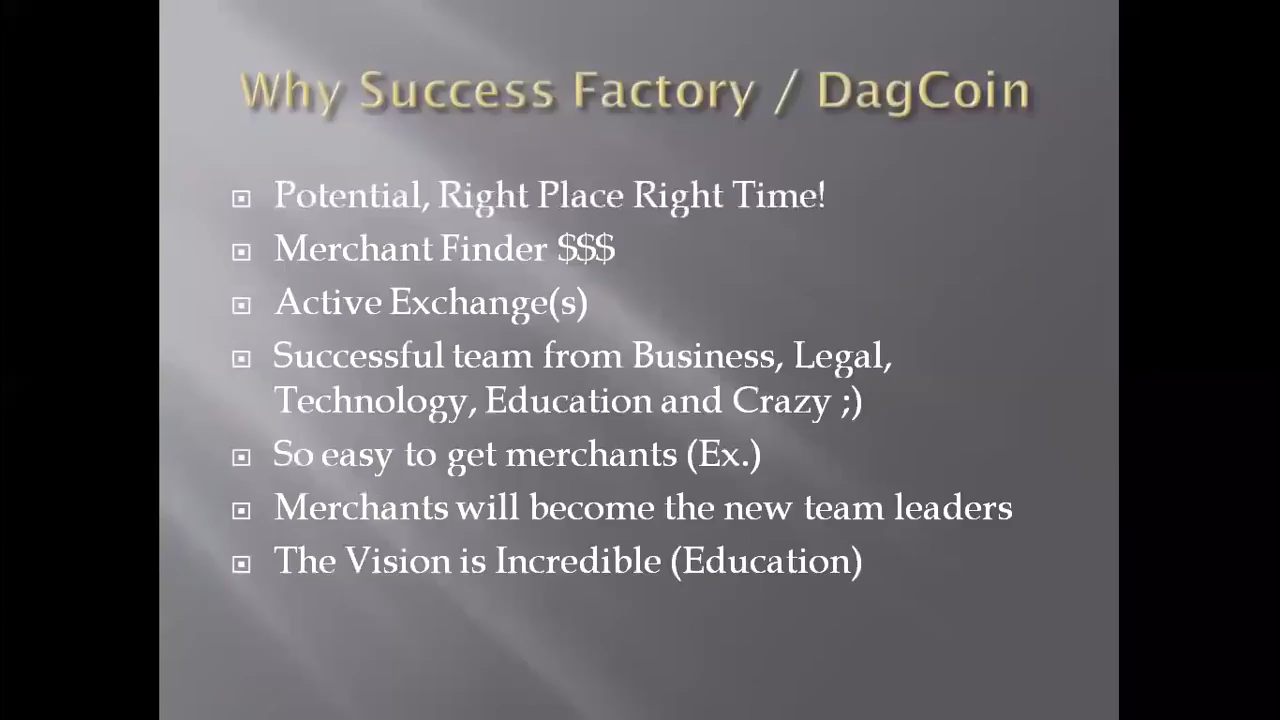 Why Success Factory / DagCoin
Potential, Right Place Right Time!
Merchant Finder $$$
Active Exchange(s)
Successful team from Business, Legal,
Technology, Education and Crazy ;)
So easy to get merchants (Ex.)
Merchants will become the new team leaders
The Vision is Incredible (Education)